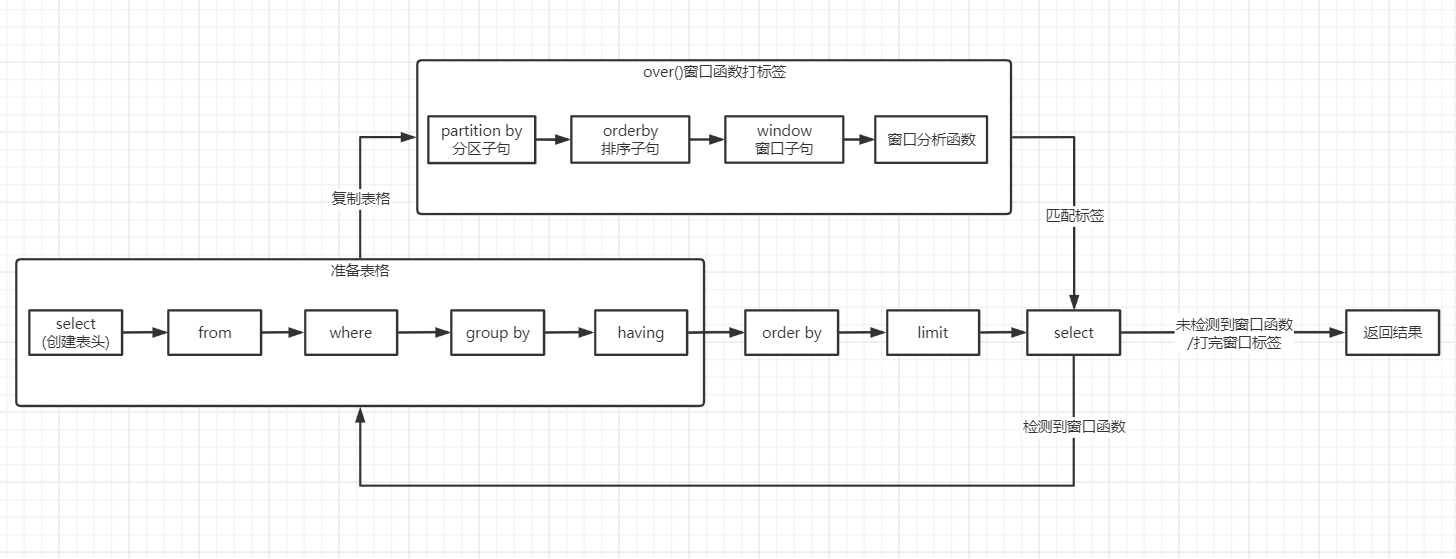 over()窗口函数打标签
partition by
分区子句
orderby
排序子句
window
窗口子句
窗口分析函数
复制表格
匹配标签
准备表格
select
(创建表头)
from
where
group by
having
order by
limit
select
未检测到窗口函数
/打完窗口标签
返回结果
检测到窗口函数